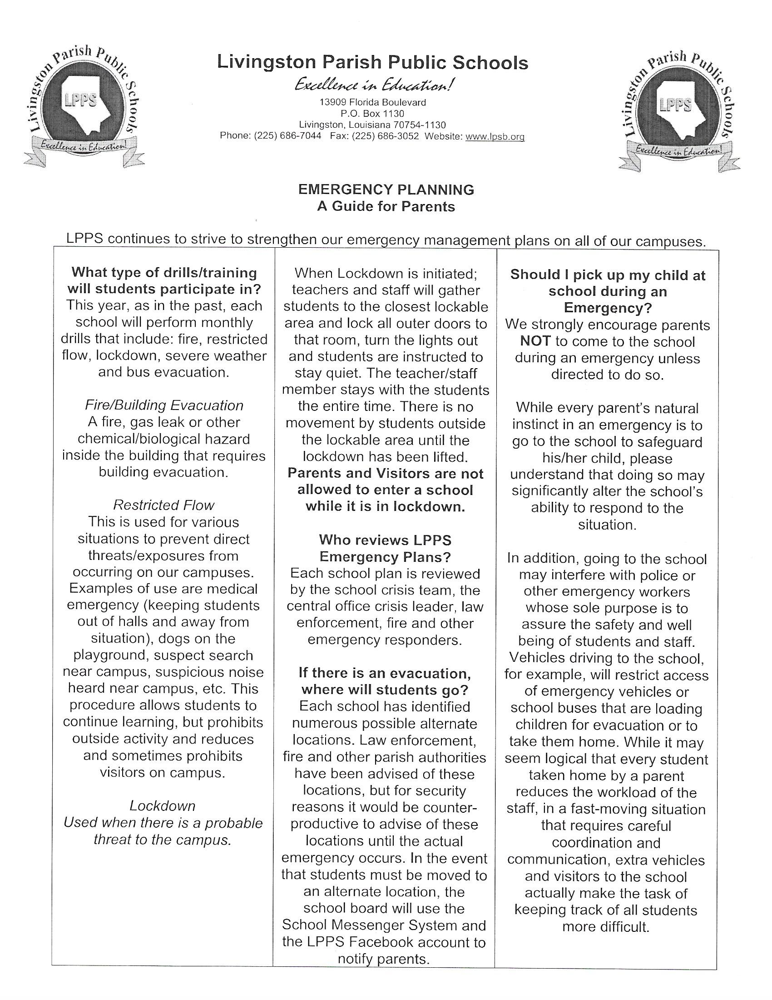 Livingston Parish Public Schools
LPPS
Excellence in Education!
Livingston Parish Public Schools
Excellence in Education!
13909 Florida Boulevard
P.O. Box 1130
Livingston, Louisiana 70754-1130
Phone: (225) 686-7044 Fax: (225) 686-3052 Website: www.lpsb.org
Livingston Parish Public Schools
LPPS
Excellence in Education!
EMERGENCY PLANNING
A Guide for Parents
LPPS continues to strive to strengthen our emergency management plans on all of our campuses.
What type of drills/training
will students participate in?
This year, as in the past, each
school will perform monthly
drills that include: fire, restricted
flow, lockdown, severe weather
and bus evacuation.
Fire/Building Evacuation
A fire, gas leak or other
chemical/biological hazard
inside the building that requires
building evacuation.
Restricted Flow
This is used for various
situations to prevent direct
threats/exposures from
occurring on our campuses.
Examples of use are medical
emergency (keeping students
out of halls and away from
situation), dogs on the
playground, suspect search
near campus, suspicious noise
heard near campus, etc. This
procedure allows students to
continue learning, but prohibits
outside activity and reduces
and sometimes prohibits
visitors on campus.
Lockdown
Used when there is a probable
threat to the campus.
When Lockdown is initiated;
teachers and staff will gather
students to the closest lockable
area and lock all outer doors to
that room, turn the lights out
and students are instructed to
stay quiet. The teacher/staff
member stays with the students
the entire time. There is no
movement by students outside
the lockable area until the
lockdown has been lifted.
Parents and Visitors are not
allowed to enter a school
while it is in lockdown.
Who reviews LPPS
Emergency Plans?
Each school plan is reviewed
by the school crisis team, the
central office crisis leader, law
enforcement, fire and other
emergency responders.
If there is an evacuation,
where will students go?
Each school has identified
numerous possible alternate
locations. Law enforcement,
fire and other parish authorities
have been advised of these
locations, but for security
reasons it would be counter-
productive to advise of these
locations until the actual
emergency occurs. In the event
that students must be moved to
an alternate location, the
school board will use the
School Messenger System and
the LPPS Facebook account to
notify parents.
Should I pick up my child at
school during an
Emergency?
We strongly encourage parents
NOT to come to the school
during an emergency unless
directed to do so.
While every parent's natural
instinct in an emergency is to
go to the school to safeguard
his/her child, please
understand that doing so may
significantly alter the school's
ability to respond to the
situation.
In addition, going to the school
may interfere with police or
other emergency workers
whose sole purpose is to
assure the safety and well
being of students and staff.
Vehicles driving to the school,
for example, will restrict access
of emergency vehicles or
school buses that are loading
children for evacuation or to
take them home. While it may
seem logical that every student
taken home by a parent
reduces the workload of the
staff, in a fast-moving situation
that requires careful
coordination and
communication, extra vehicles
and visitors to the school
actually make the task of
keeping track of all students
more difficult.